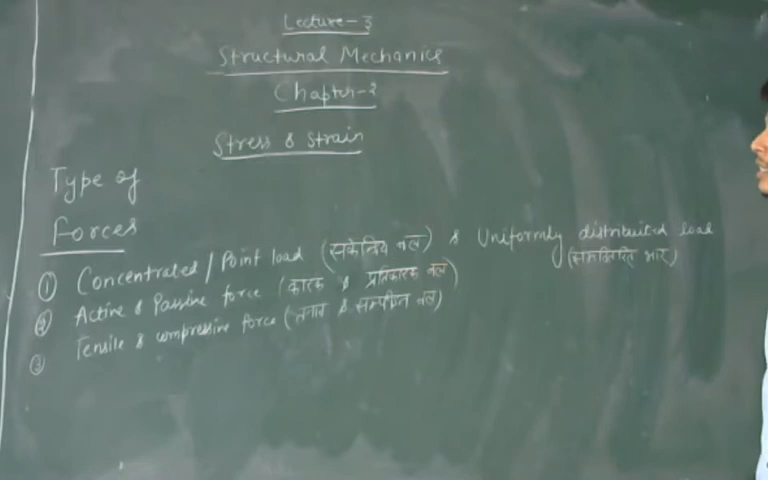 Lecture-3
Structural Mechanics
Chapter-2
Stress & Strain
Type of
Forces
① Concentrated/Point load (सकेन्द्रिय बल) & Uniformly distributed load
(समवितरित भार)
② Active & Passive force (कारक & प्रतिकारक बल)
③ Tensile & compressive force (तनाव & सम्पीडन बल)